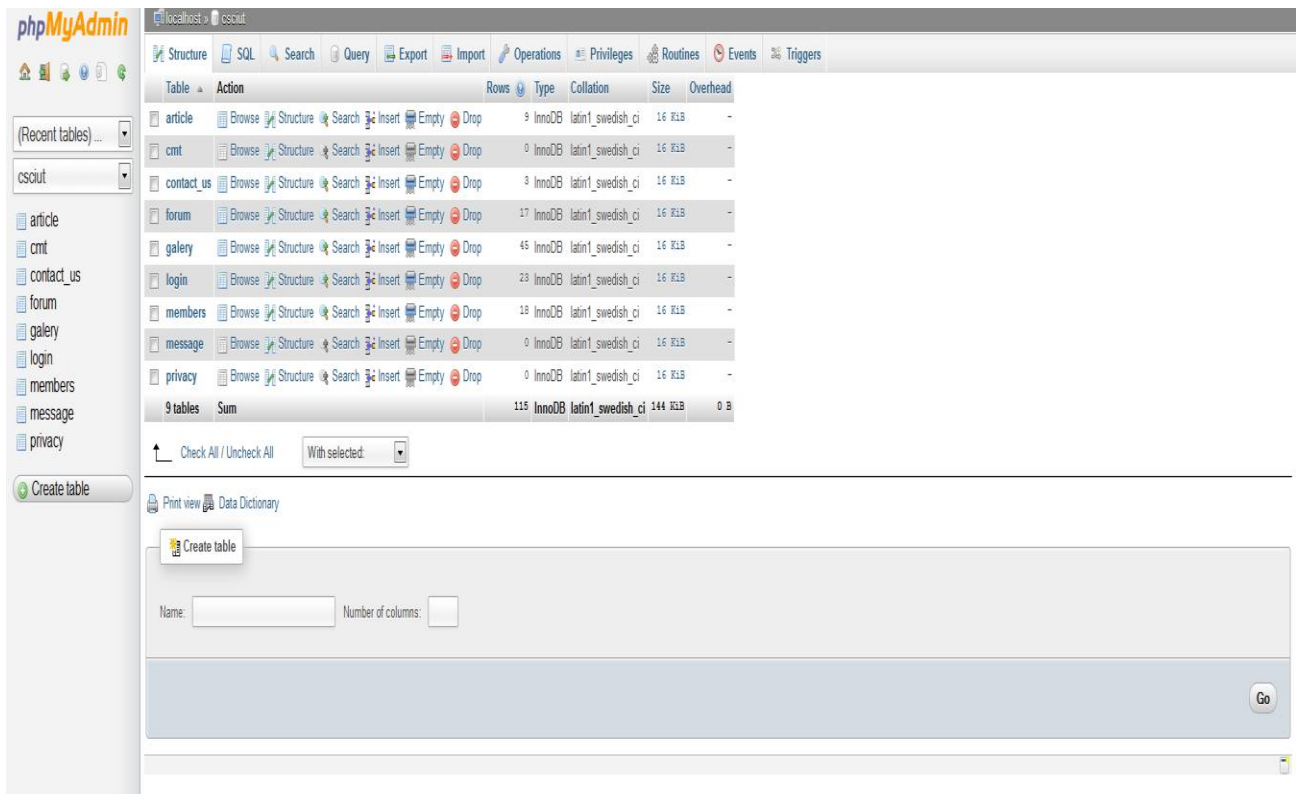 phpMyAdmin
localhost » csciut
Structure SQL Search Query Export Import Operations Privileges Routines Events Triggers
(Recent tables) ...
csciut
article
cmt
contact_us
forum
galery
login
members
message
privacy
Create table
Table Action Rows Type Collation Size Overhead
article Browse Structure Search Insert Empty Drop 9 InnoDB latin1_swedish_ci 16 KiB -
cmt Browse Structure Search Insert Empty Drop 0 InnoDB latin1_swedish_ci 16 KiB -
contact_us Browse Structure Search Insert Empty Drop 3 InnoDB latin1_swedish_ci 16 KiB -
forum Browse Structure Search Insert Empty Drop 17 InnoDB latin1_swedish_ci 16 KiB -
galery Browse Structure Search Insert Empty Drop 45 InnoDB latin1_swedish_ci 16 KiB -
login Browse Structure Search Insert Empty Drop 23 InnoDB latin1_swedish_ci 16 KiB -
members Browse Structure Search Insert Empty Drop 18 InnoDB latin1_swedish_ci 16 KiB -
message Browse Structure Search Insert Empty Drop 0 InnoDB latin1_swedish_ci 16 KiB -
privacy Browse Structure Search Insert Empty Drop 0 InnoDB latin1_swedish_ci 16 KiB -
9 tables Sum 115 InnoDB latin1_swedish_ci 144 KiB 0 B
Check All / Uncheck All With selected:
Print view Data Dictionary
Create table
Name: Number of columns:
Go